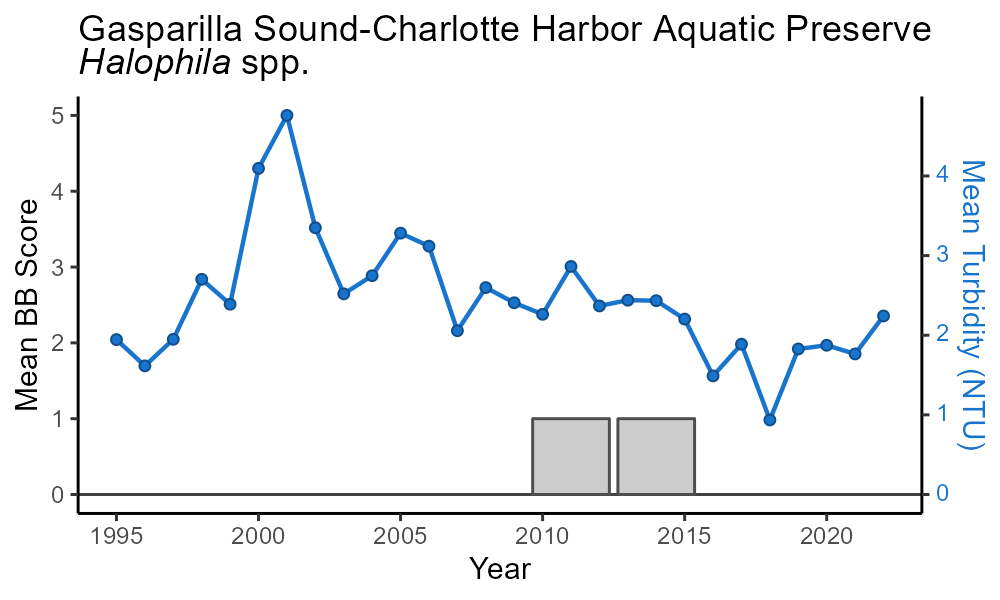 Gasparilla Sound-Charlotte Harbor Aquatic Preserve
Halophila spp.
Mean BB Score
5
4
3
2
1
0
4
3
2
1
0
Mean Turbidity (NTU)
1995 2000 2005 2010 2015 2020
Year